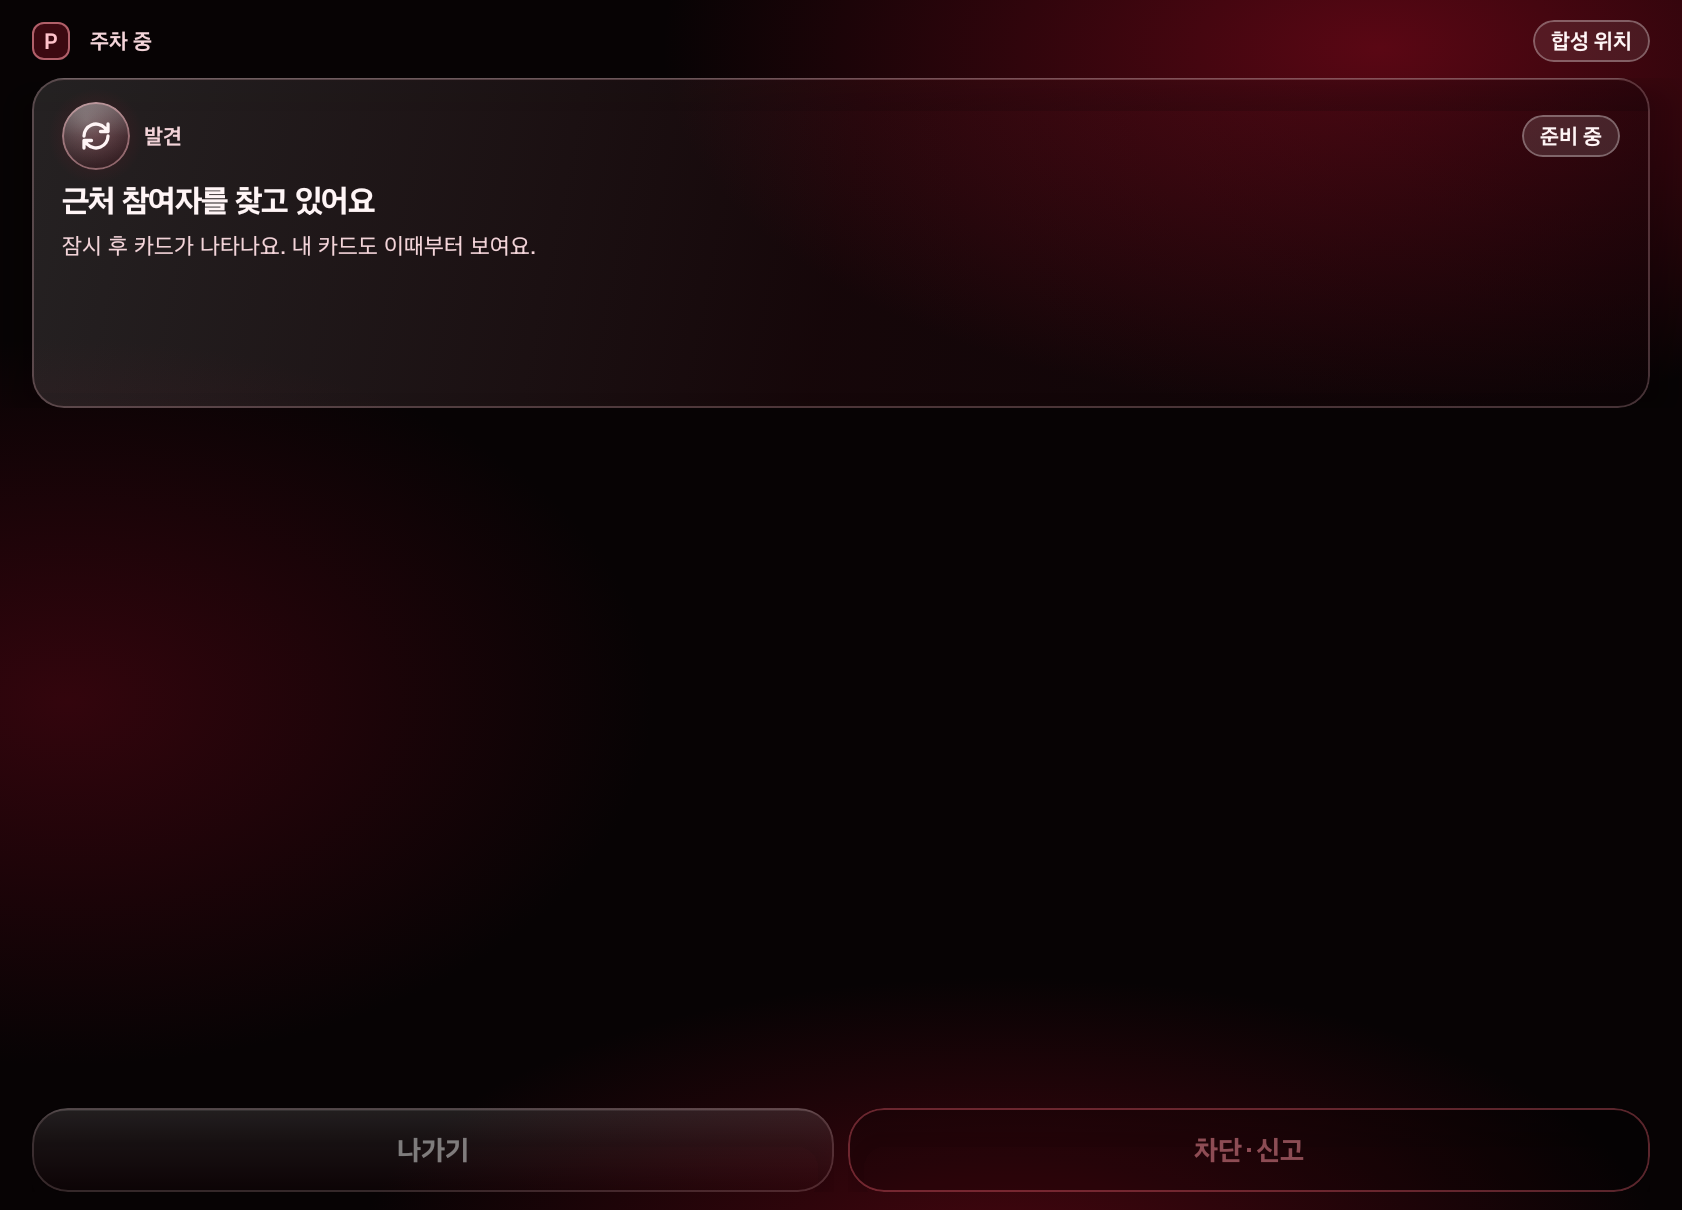 P 주차 중
합성 위치
발견
준비 중
근처 참여자를 찾고 있어요
잠시 후 카드가 나타나요. 내 카드도 이때부터 보여요.
나가기
차단·신고